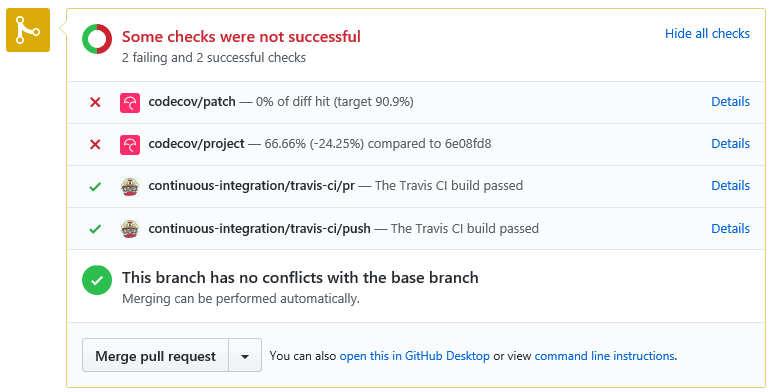 Some checks were not successful
Hide all checks
2 failing and 2 successful checks
codecov/patch — 0% of diff hit (target 90.9%)
Details
codecov/project — 66.66% (-24.25%) compared to 6e08fd8
Details
continuous-integration/travis-ci/pr — The Travis CI build passed
Details
continuous-integration/travis-ci/push — The Travis CI build passed
Details
This branch has no conflicts with the base branch
Merging can be performed automatically.
Merge pull request
You can also open this in GitHub Desktop or view command line instructions.